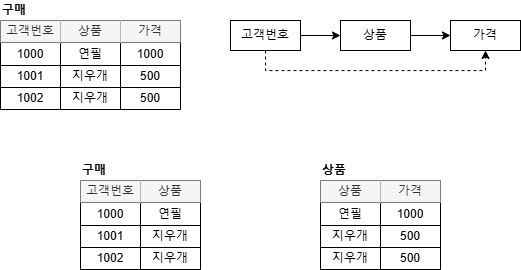 구매
고객번호 상품 가격
1000 연필 1000
1001 지우개 500
1002 지우개 500
고객번호 상품 가격
구매
고객번호 상품
1000 연필
1001 지우개
1002 지우개
상품
상품 가격
연필 1000
지우개 500
지우개 500